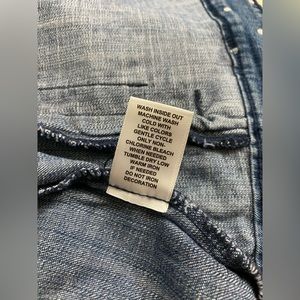 WASH INSIDE OUT
MACHINE WASH
COLD WITH
LIKE COLORS
GENTLE CYCLE
ONLY NON-
CHLORINE BLEACH
WHEN NEEDED
TUMBLE DRY LOW
WARM IRON
IF NEEDED
DO NOT IRON
DECORATION